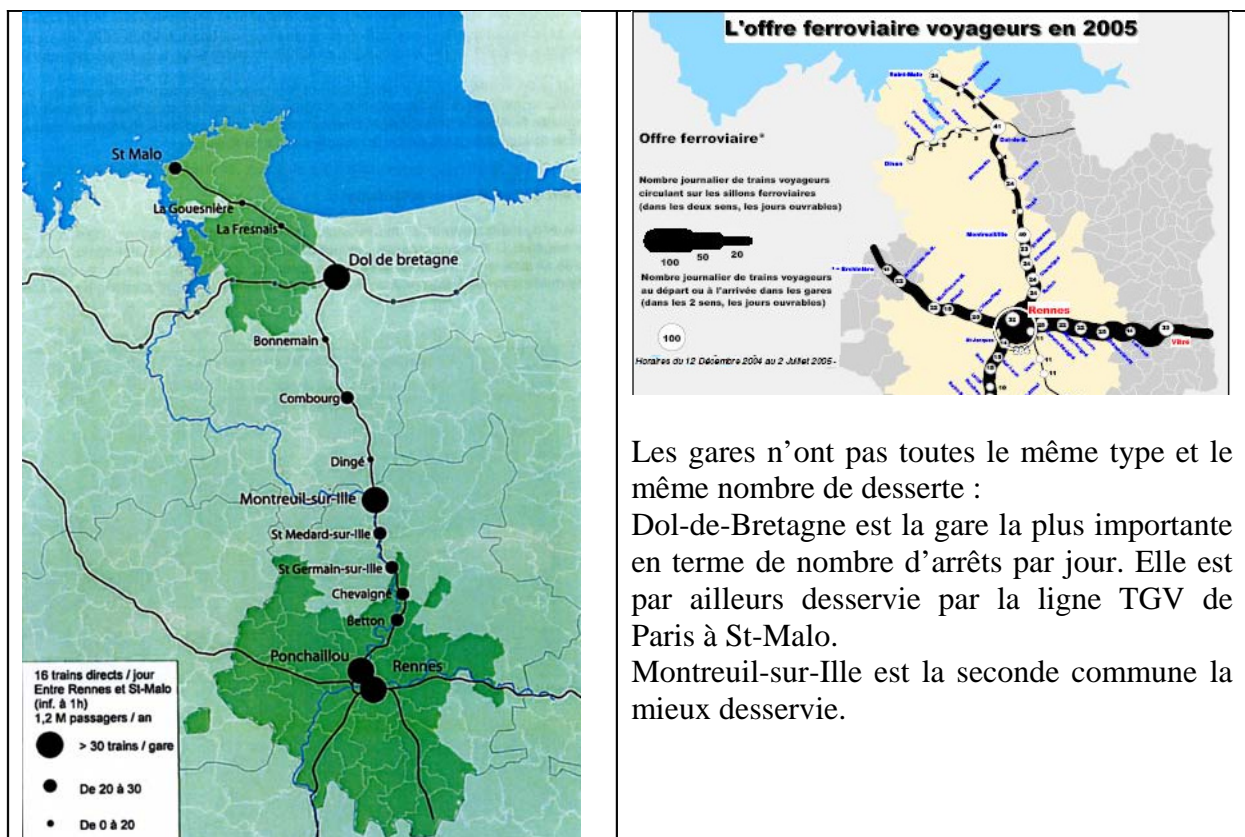 St Malo
La Gouesnière
La Fresnais
Dol de bretagne
Bonnemain
Combourg
Dingé
Montreuil-sur-Ille
St Medard-sur-Ille
St Germain-sur-Ille
Chevaigné
Betton
Ponchaillou
Rennes
16 trains directs / jour
Entre Rennes et St-Malo
(inf. à 1h)
1,2 M passagers / an
> 30 trains / gare
De 20 à 30
De 0 à 20
L'offre ferroviaire voyageurs en 2005
Saint-Malo
Offre ferroviaire*
Dinan
Nombre journalier de trains voyageurs
circulant sur les sillons ferroviaires
(dans les deux sens, les jours ouvrables)
100 50 20
Nombre journalier de trains voyageurs
au départ ou à l'arrivée dans les gares
(dans les 2 sens, les jours ouvrables)
100
Rennes
Vitre
Horaires du 12 Décembre 2004 au 2 Juillet 2005 -
Les gares n’ont pas toutes le même type et le
même nombre de desserte :
Dol-de-Bretagne est la gare la plus importante
en terme de nombre d’arrêts par jour. Elle est
par ailleurs desservie par la ligne TGV de
Paris à St-Malo.
Montreuil-sur-Ille est la seconde commune la
mieux desservie.